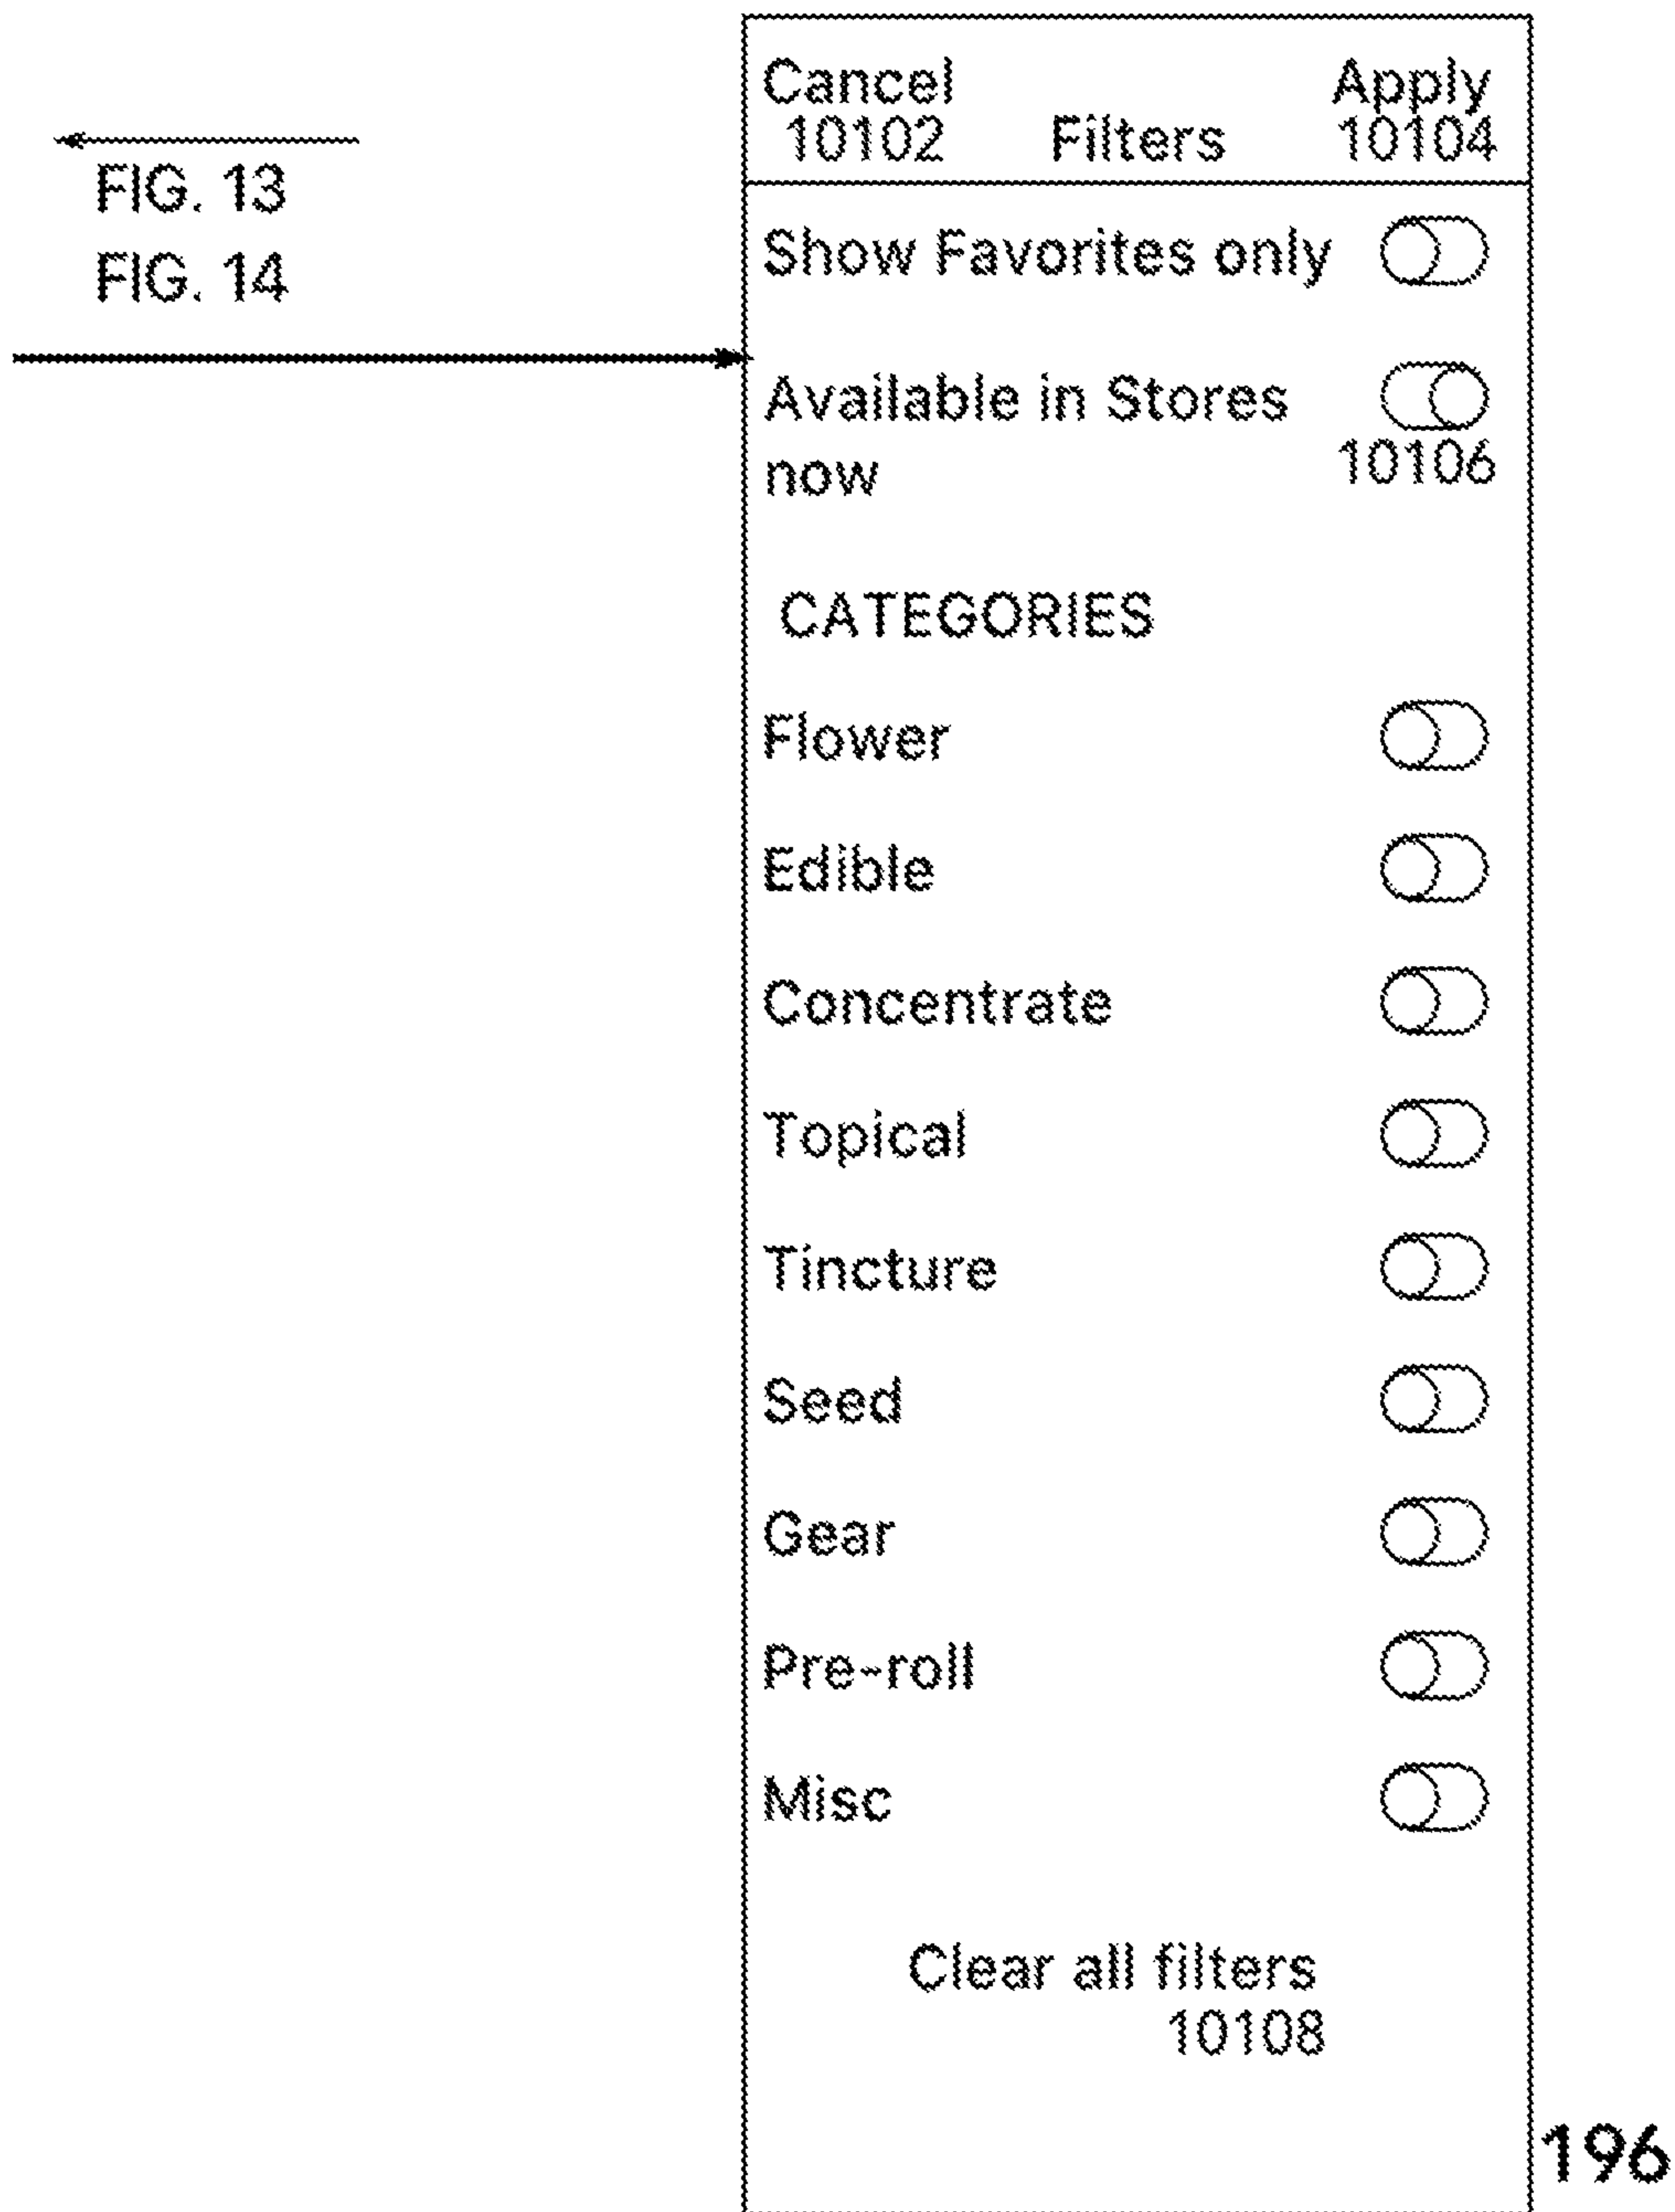 FIG. 13
FIG. 14
Cancel Apply
10102 Filters 10104
Show Favorites only
Available in Stores
now 10106
CATEGORIES
Flower
Edible
Concentrate
Topical
Tincture
Seed
Gear
Pre-roll
Misc
Clear all filters
10108
196